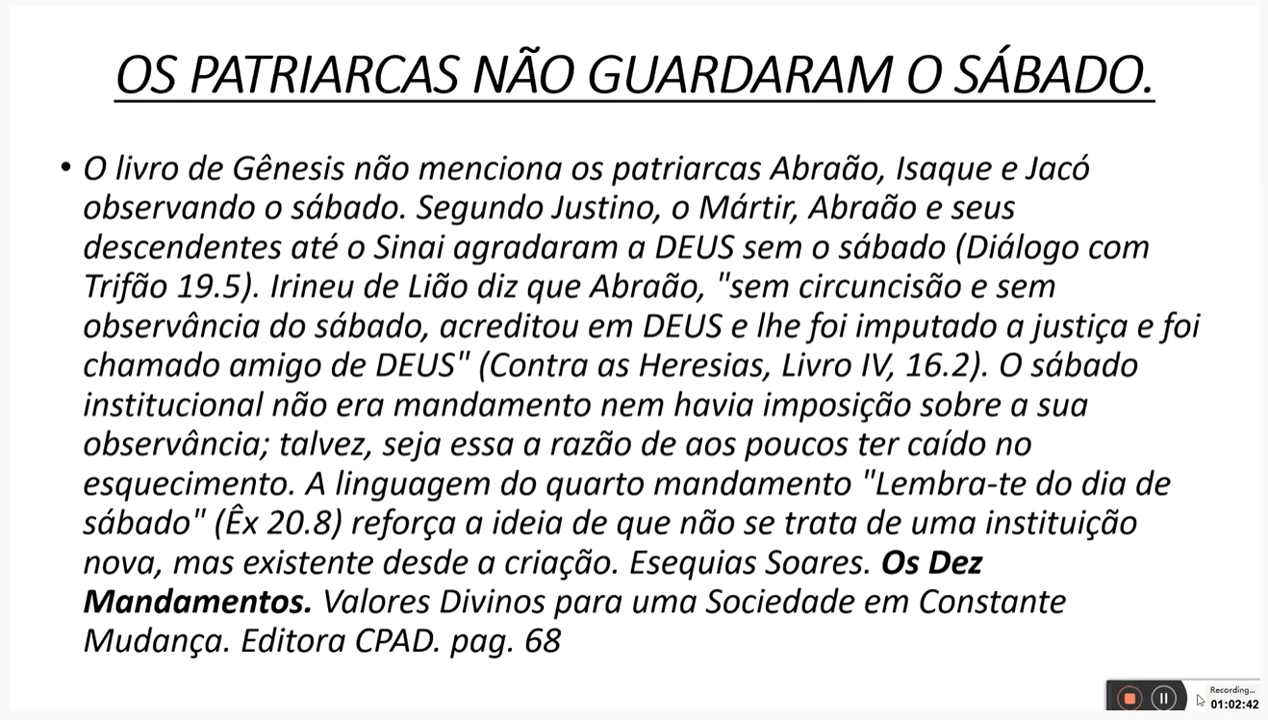 OS PATRIARCAS NÃO GUARDARAM O SÁBADO.
• O livro de Gênesis não menciona os patriarcas Abraão, Isaque e Jacó
observando o sábado. Segundo Justino, o Mártir, Abraão e seus
descendentes até o Sinai agradaram a DEUS sem o sábado (Diálogo com
Trifão 19.5). Irineu de Lião diz que Abraão, "sem circuncisão e sem
observância do sábado, acreditou em DEUS e lhe foi imputado a justiça e foi
chamado amigo de DEUS" (Contra as Heresias, Livro IV, 16.2). O sábado
institucional não era mandamento nem havia imposição sobre a sua
observância; talvez, seja essa a razão de aos poucos ter caído no
esquecimento. A linguagem do quarto mandamento "Lembra-te do dia de
sábado" (Êx 20.8) reforça a ideia de que não se trata de uma instituição
nova, mas existente desde a criação. Esequias Soares. Os Dez
Mandamentos. Valores Divinos para uma Sociedade em Constante
Mudança. Editora CPAD. pag. 68
Recording...
01:02:42